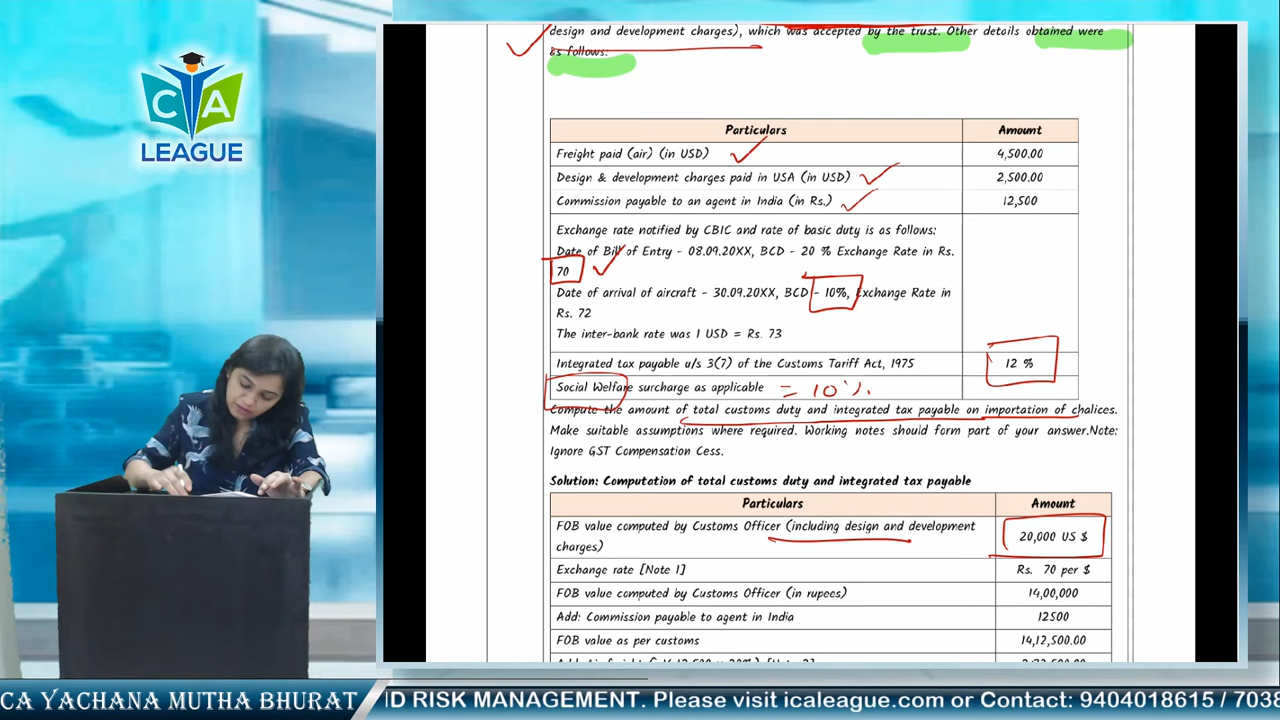 CA
LEAGUE
design and development charges), which was accepted by the trust. Other details obtained were
as follows:
Particulars Amount
Freight paid (air) (in USD) 4,500.00
Design & development charges paid in USA (in USD) 2,500.00
Commission payable to an agent in India (in Rs.) 12,500
Exchange rate notified by CBIC and rate of basic duty is as follows:
Date of Bill of Entry - 08.09.20XX, BCD - 20 % Exchange Rate in Rs.
70
Date of arrival of aircraft - 30.09.20XX, BCD - 10%, Exchange Rate in
Rs. 72
The inter-bank rate was 1 USD = Rs. 73
Integrated tax payable u/s 3(7) of the Customs Tariff Act, 1975 12 %
Social Welfare surcharge as applicable = 10%
Compute the amount of total customs duty and integrated tax payable on importation of chalices.
Make suitable assumptions where required. Working notes should form part of your answer.Note:
Ignore GST Compensation Cess.
Solution: Computation of total customs duty and integrated tax payable
Particulars Amount
FOB value computed by Customs Officer (including design and development
charges) 20,000 US $
Exchange rate [Note 1] Rs. 70 per $
FOB value computed by Customs Officer (in rupees) 14,00,000
Add: Commission payable to agent in India 12500
FOB value as per customs 14,12,500.00
CA YACHANA MUTHA BHURAT
ID RISK MANAGEMENT. Please visit icaleague.com or Contact: 9404018615 / 7038